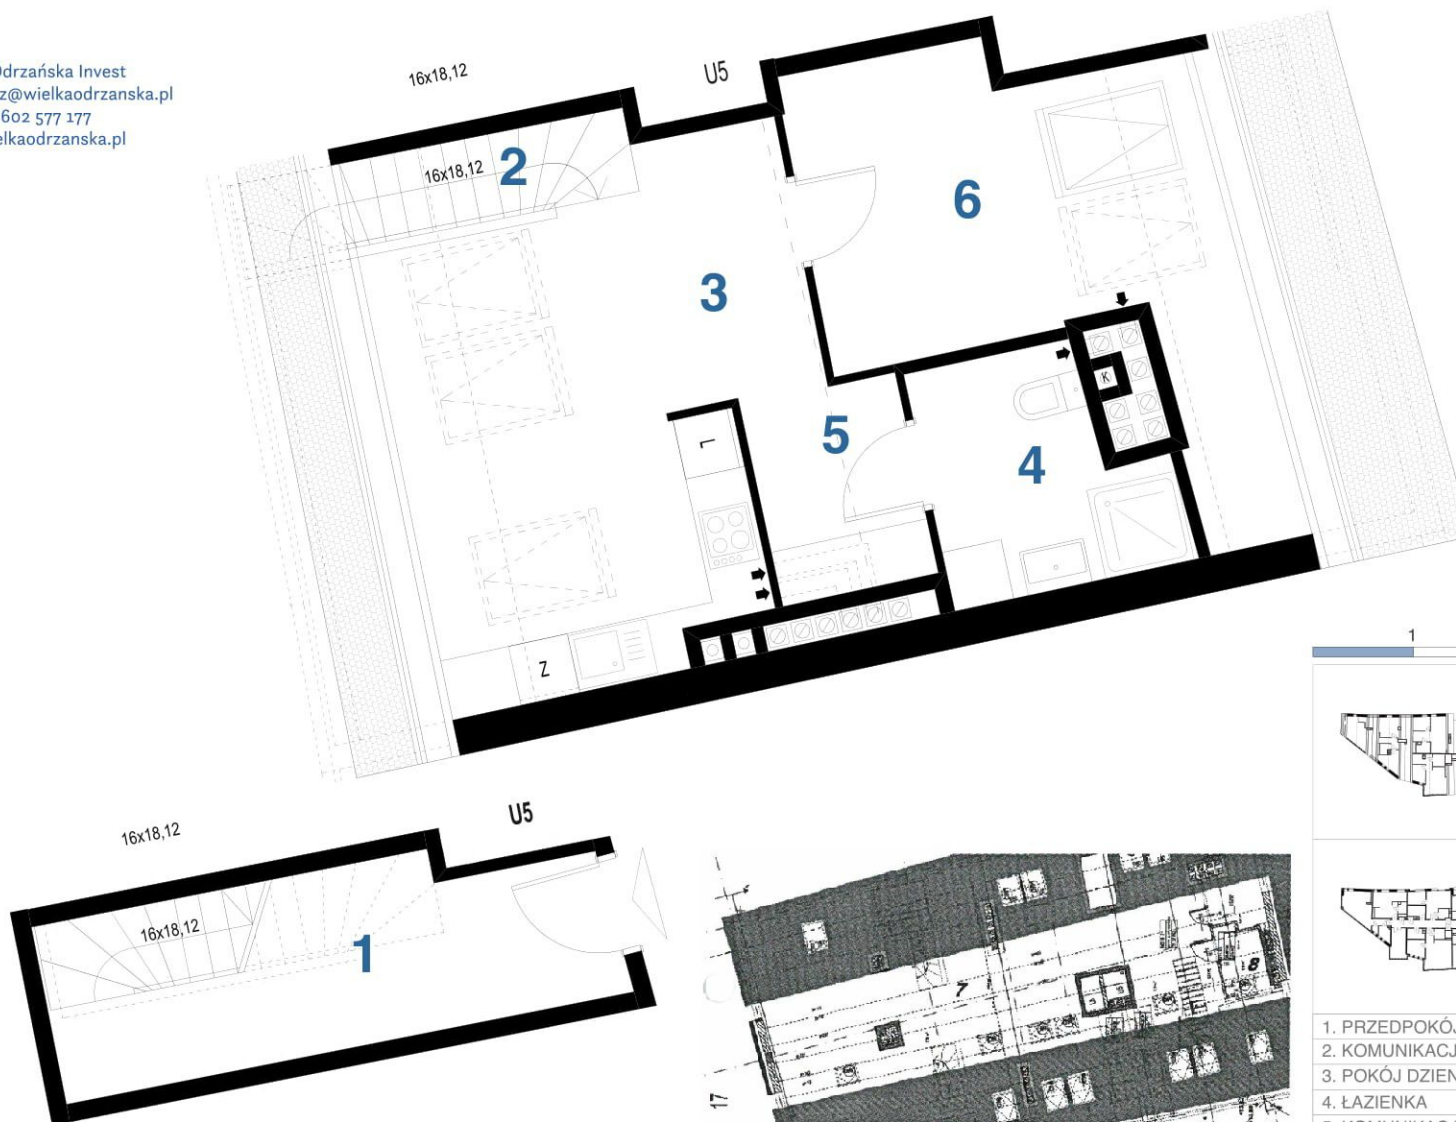 drzańska Invest
z@wielkaodrzanska.pl
602 577 177
elkaodrzanska.pl
16x18,12
U5
16x18,12
2
6
3
5
4
L
K
Z
1
16x18,12
U5
16x18,12
1
7
8
17
1. PRZEDPOKÓJ
2. KOMUNIKACJ
3. POKÓJ DZIEN
4. ŁAZIENKA